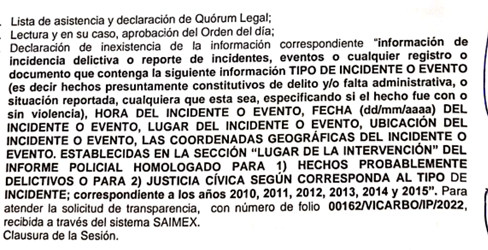 Lista de asistencia y declaración de Quórum Legal;
Lectura y en su caso, aprobación del Orden del día;
Declaración de inexistencia de la información correspondiente “información de
incidencia delictiva o reporte de incidentes, eventos o cualquier registro o
documento que contenga la siguiente información TIPO DE INCIDENTE O EVENTO
(es decir hechos presuntamente constitutivos de delito y/o falta administrativa, o
situación reportada, cualquiera que esta sea, especificando si el hecho fue con o
sin violencia), HORA DEL INCIDENTE O EVENTO, FECHA (dd/mm/aaaa) DEL
INCIDENTE O EVENTO, LUGAR DEL INCIDENTE O EVENTO, UBICACIÓN DEL
INCIDENTE O EVENTO, LAS COORDENADAS GEOGRÁFICAS DEL INCIDENTE O
EVENTO. ESTABLECIDAS EN LA SECCIÓN “LUGAR DE LA INTERVENCIÓN” DEL
INFORME POLICIAL HOMOLOGADO PARA 1) HECHOS PROBABLEMENTE
DELICTIVOS O PARA 2) JUSTICIA CÍVICA SEGÚN CORRESPONDA AL TIPO DE
INCIDENTE; correspondiente a los años 2010, 2011, 2012, 2013, 2014 y 2015”. Para
atender la solicitud de transparencia, con número de folio 00162/VICARBO/IP/2022,
recibida a través del sistema SAIMEX.
Clausura de la Sesión.